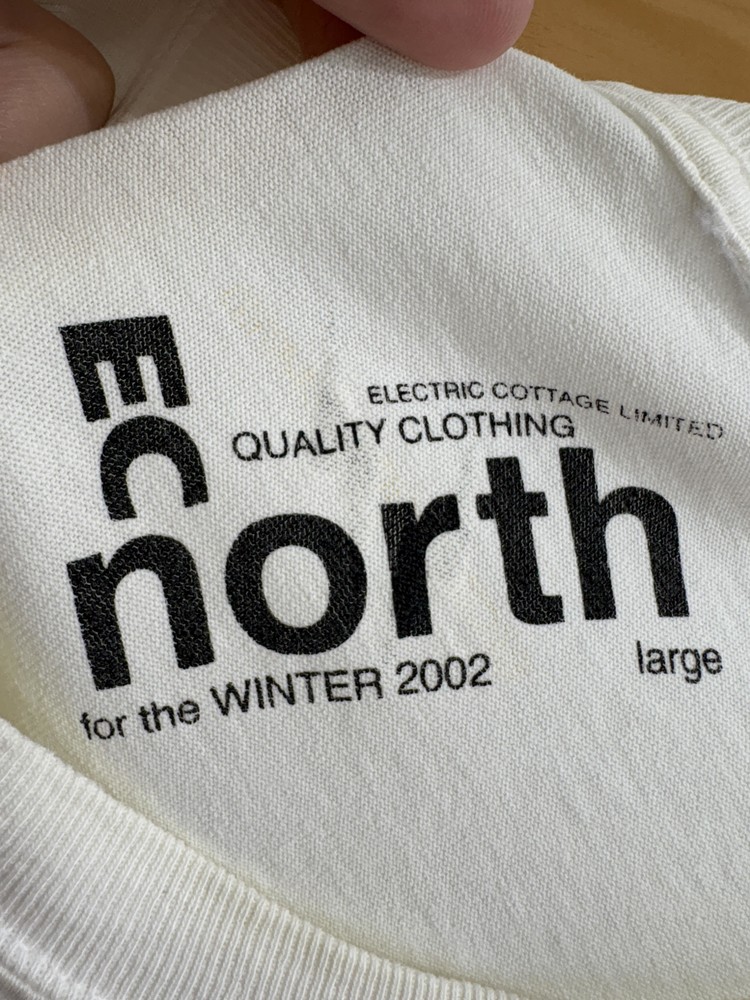 EC
ELECTRIC COTTAGE LIMITED
QUALITY CLOTHING
north
for the WINTER 2002
large